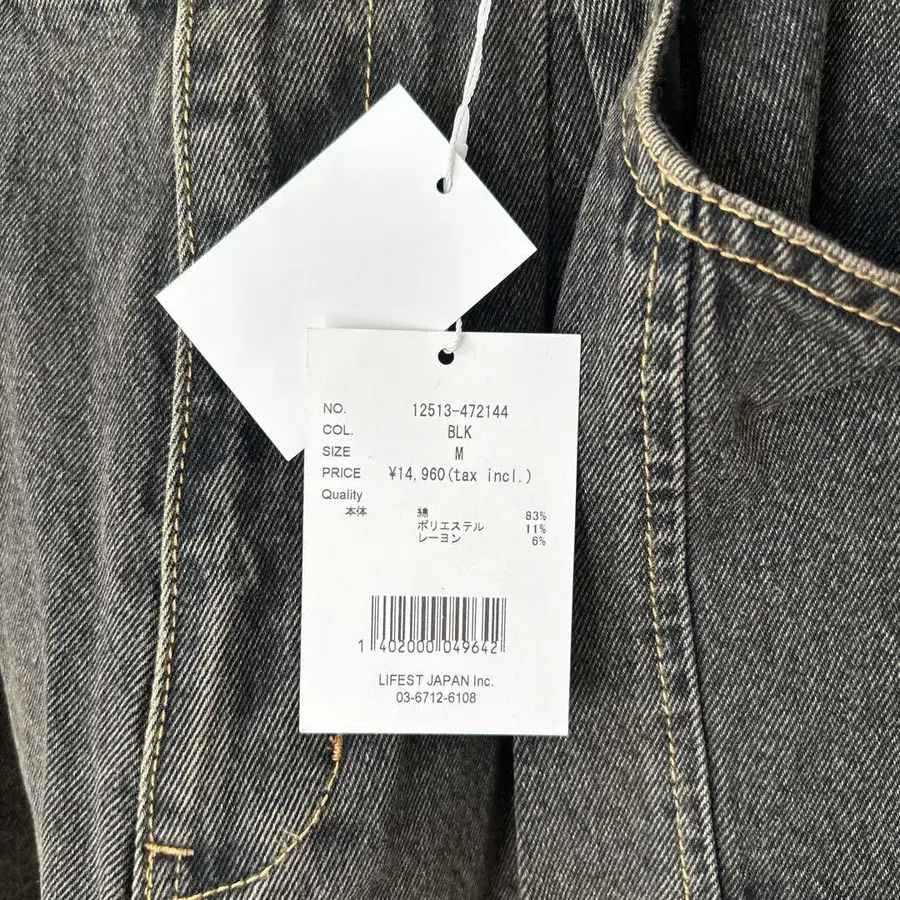 NO. 12513-472144
COL. BLK
SIZE M
PRICE ¥14,960(tax incl.)
Quality
本体 綿 83%
ポリエステル 11%
レーヨン 6%
1 402000 049642
LIFEST JAPAN Inc.
03-6712-6108